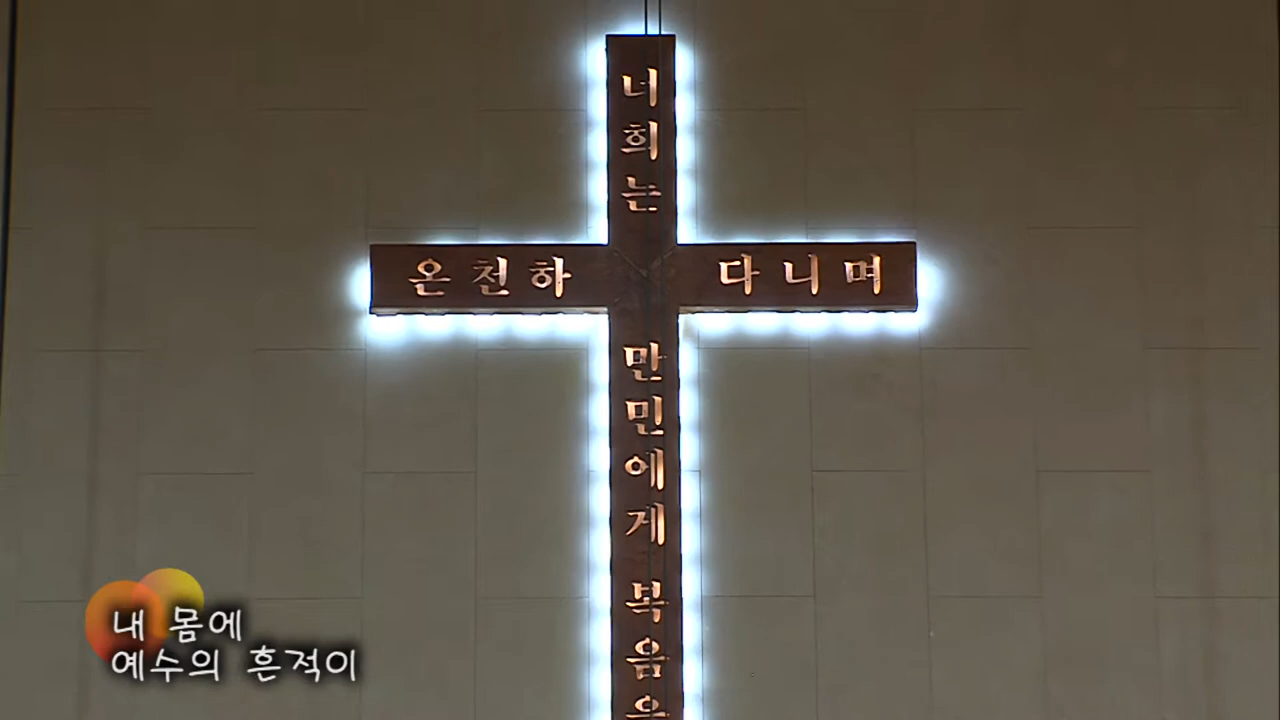 너희는
온천하 다니며
만민에게
복음
내 몸에
예수의 흔적이